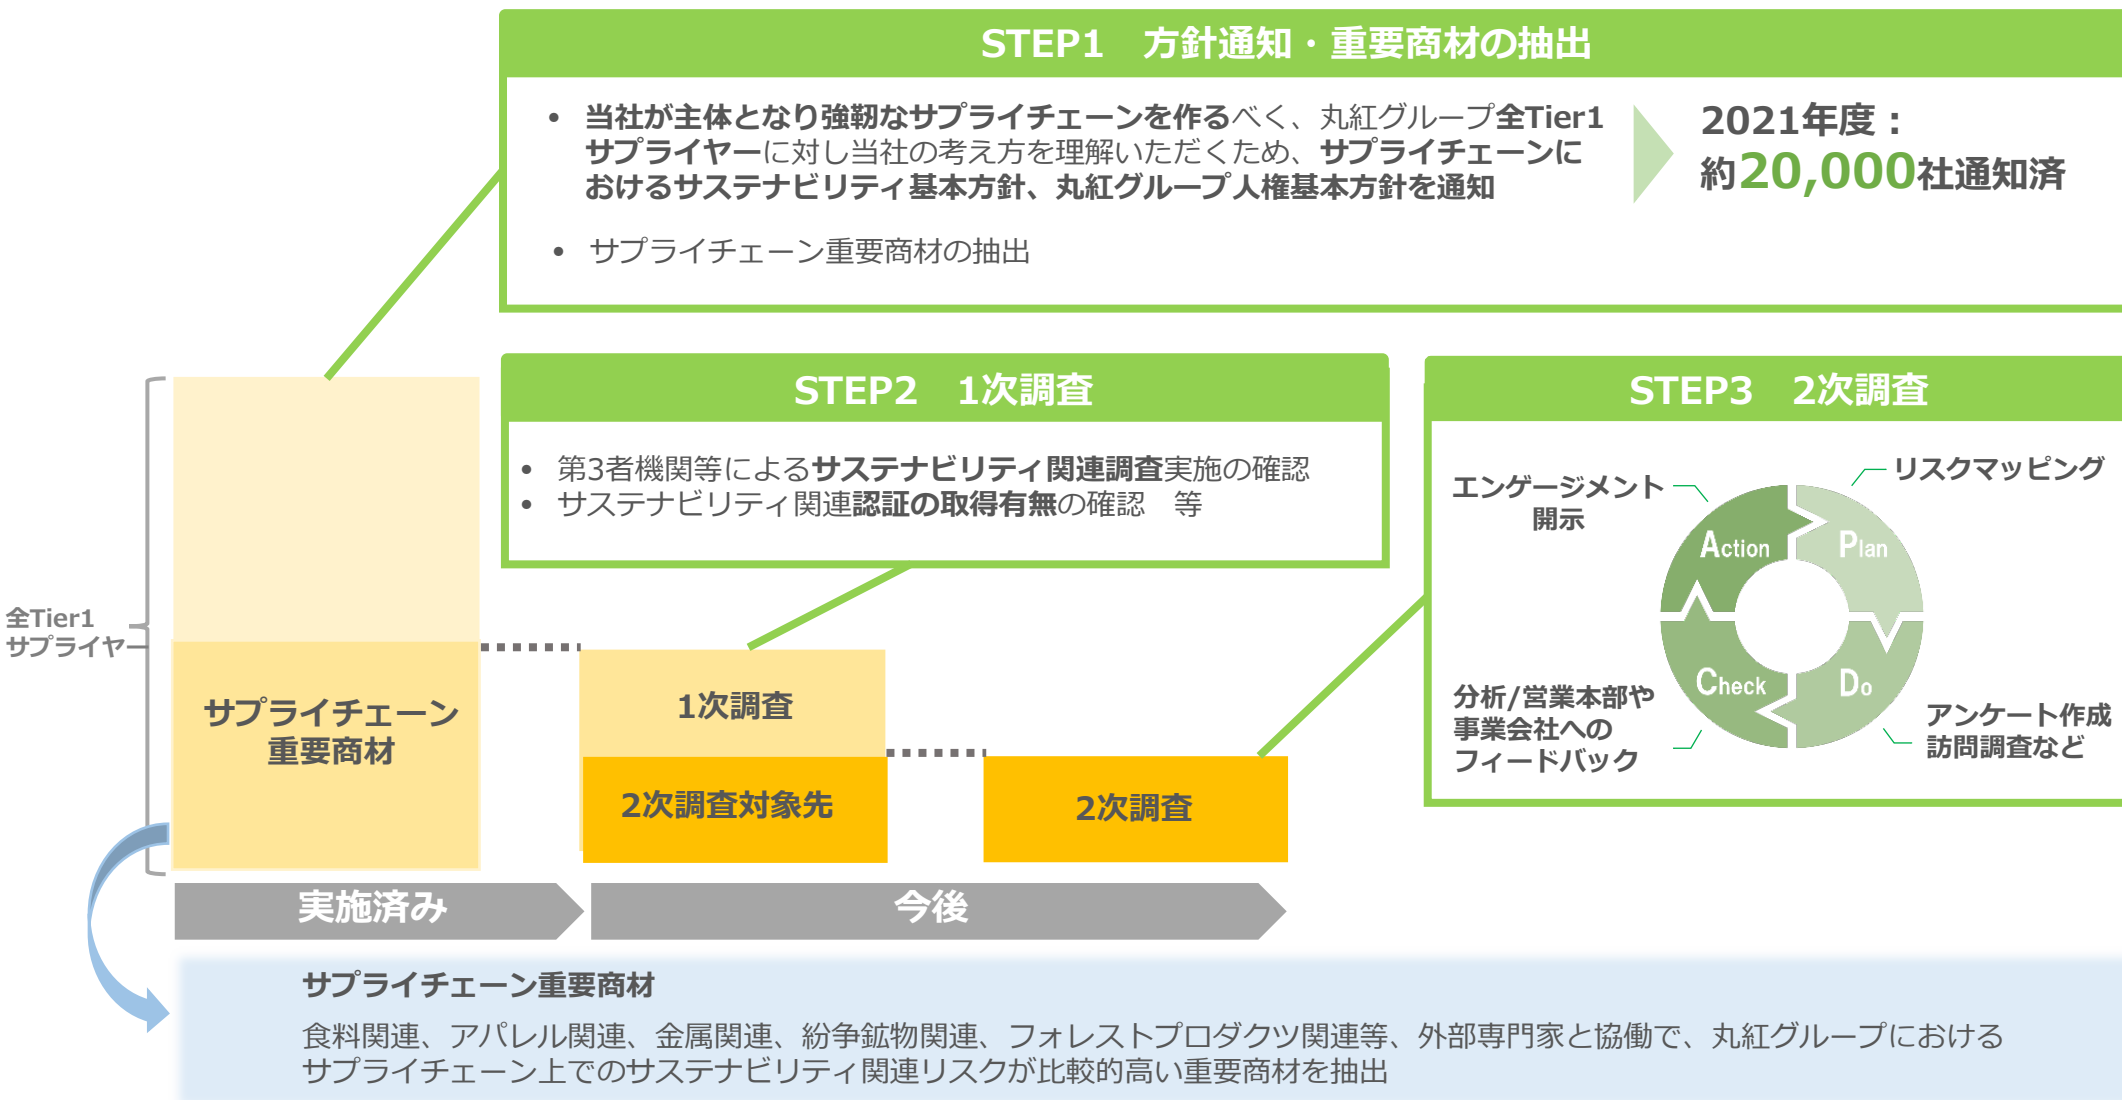 STEP1　方針通知・重要商材の抽出
• 当社が主体となり強靭なサプライチェーンを作るべく、丸紅グループ全Tier1
サプライヤーに対し当社の考え方を理解いただくため、サプライチェーンに
おけるサステナビリティ基本方針、丸紅グループ人権基本方針を通知
• サプライチェーン重要商材の抽出
2021年度：
約20,000社通知済
STEP2　1次調査
• 第3者機関等によるサステナビリティ関連調査実施の確認
• サステナビリティ関連認証の取得有無の確認　等
STEP3　2次調査
エンゲージメント
開示
リスクマッピング
Action
Plan
Check
Do
分析/営業本部や
事業会社への
フィードバック
アンケート作成
訪問調査など
全Tier1
サプライヤー
サプライチェーン
重要商材
1次調査
2次調査対象先
2次調査
実施済み
今後
サプライチェーン重要商材
食料関連、アパレル関連、金属関連、紛争鉱物関連、フォレストプロダクツ関連等、外部専門家と協働で、丸紅グループにおける
サプライチェーン上でのサステナビリティ関連リスクが比較的高い重要商材を抽出